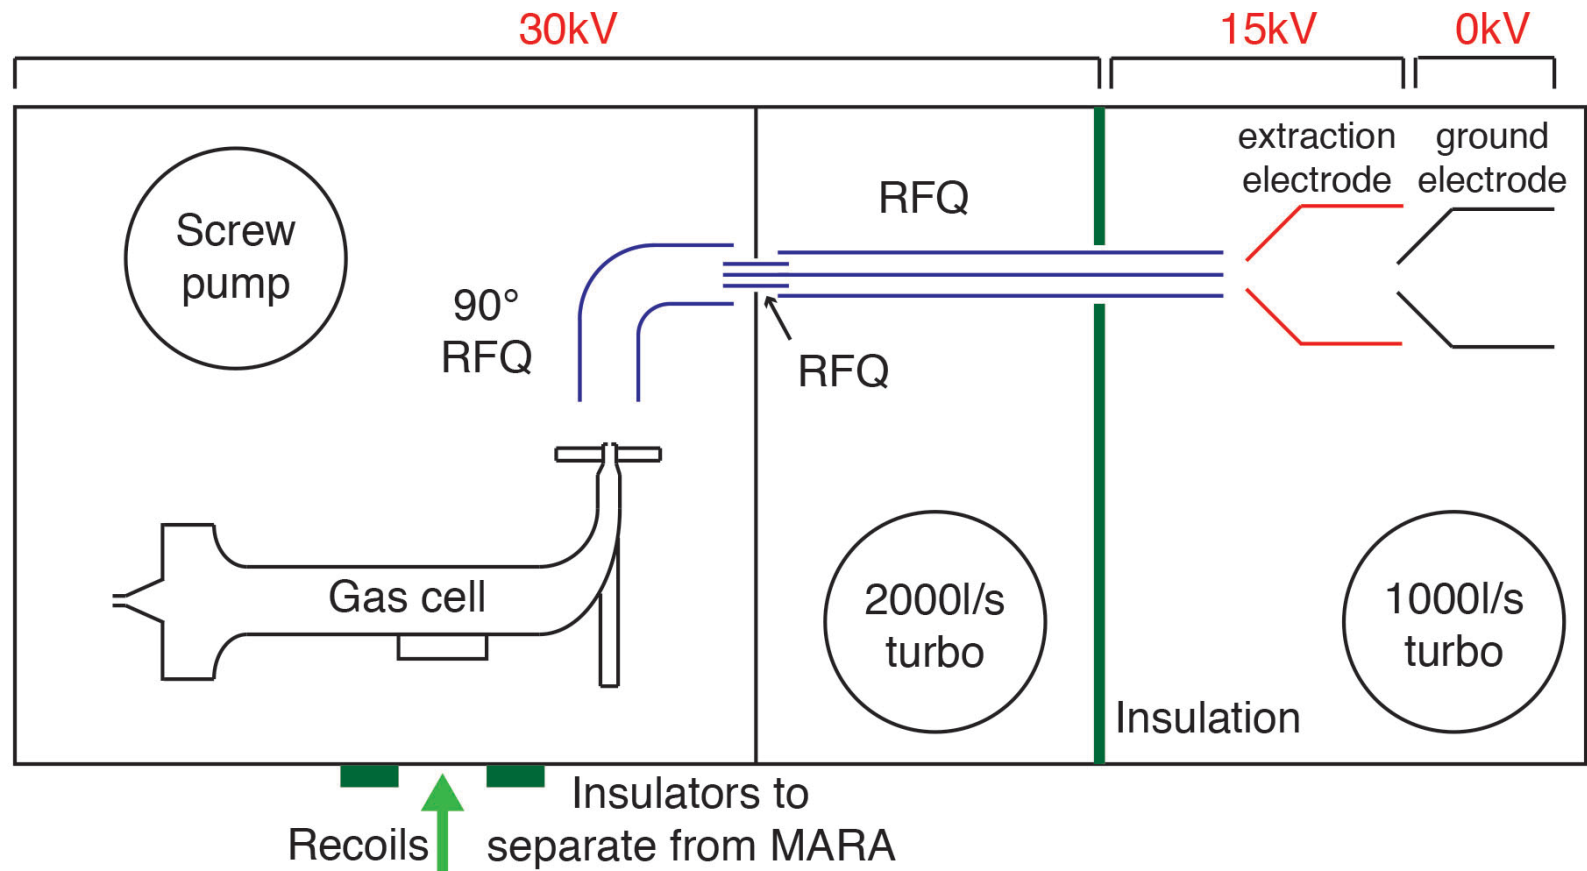 30kV
15kV
0kV
extraction
electrode
ground
electrode
RFQ
Screw
pump
90°
RFQ
RFQ
Gas cell
2000l/s
turbo
1000l/s
turbo
Insulation
Insulators to
separate from MARA
Recoils